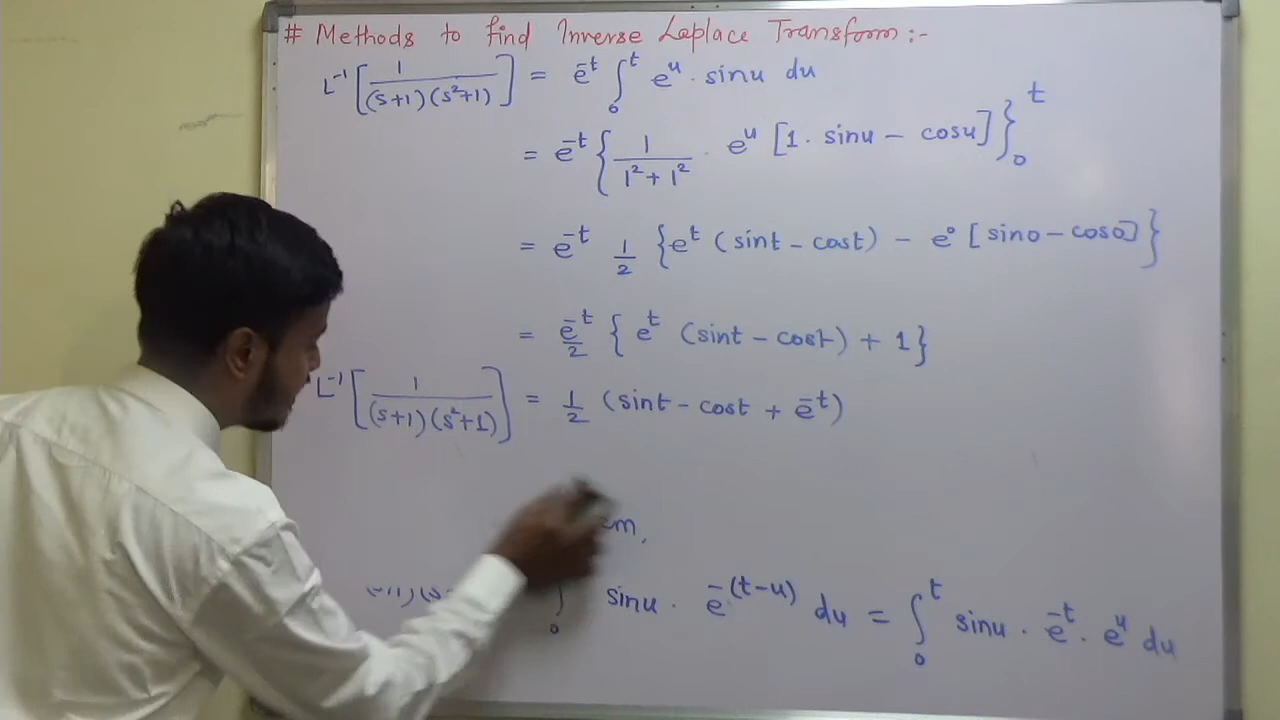 # Methods to find Inverse Laplace Transform :-
L⁻¹ [1/((s+1)(s²+1))] = e⁻ᵗ ∫₀ᵗ eᵘ · sinu du
= e⁻ᵗ { 1/(1²+1²) · eᵘ [1· sinu – cosu] }₀ᵗ
= e⁻ᵗ 1/2 { eᵗ (sint – cost) – e⁰ [sin0 – cos0] }
= e⁻ᵗ/2 { eᵗ (sint – cost) + 1 }
L⁻¹ [1/((s+1)(s²+1))] = 1/2 (sint – cost + e⁻ᵗ)
∫₀ sinu · e^–(t–u) du = ∫₀ᵗ sinu · e⁻ᵗ · eᵘ du